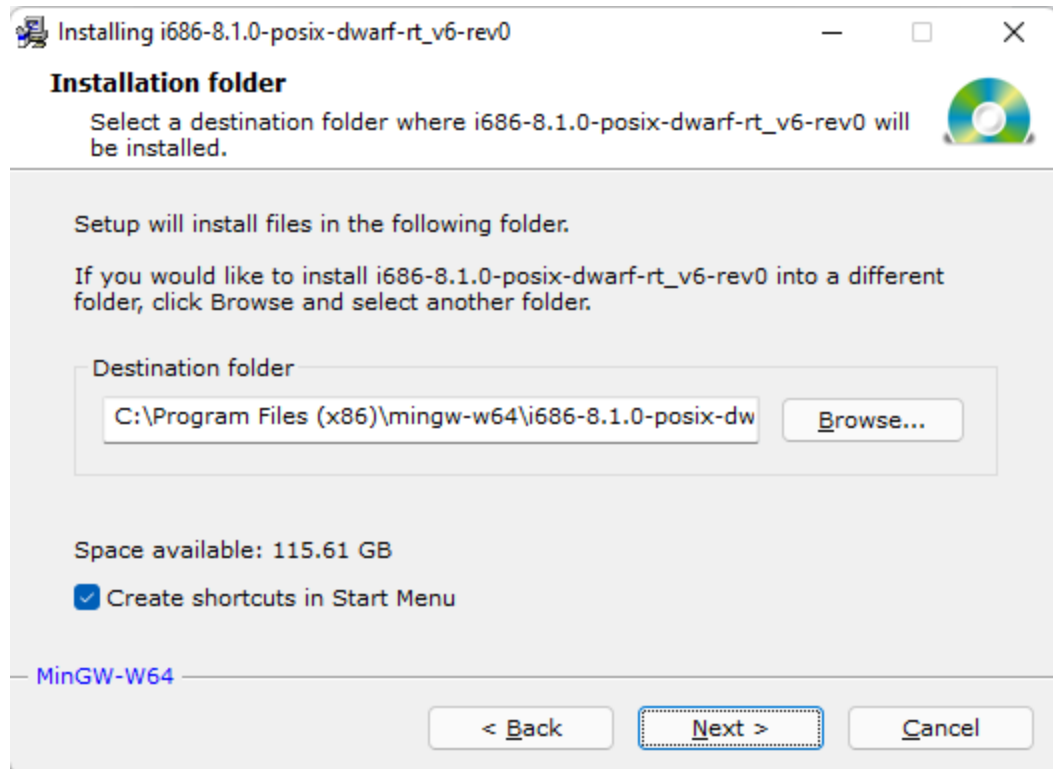 Installing i686-8.1.0-posix-dwarf-rt_v6-rev0
Installation folder
Select a destination folder where i686-8.1.0-posix-dwarf-rt_v6-rev0 will
be installed.
Setup will install files in the following folder.
If you would like to install i686-8.1.0-posix-dwarf-rt_v6-rev0 into a different
folder, click Browse and select another folder.
Destination folder
C:\Program Files (x86)\mingw-w64\i686-8.1.0-posix-dw
Browse...
Space available: 115.61 GB
Create shortcuts in Start Menu
MinGW-W64
< Back
Next >
Cancel